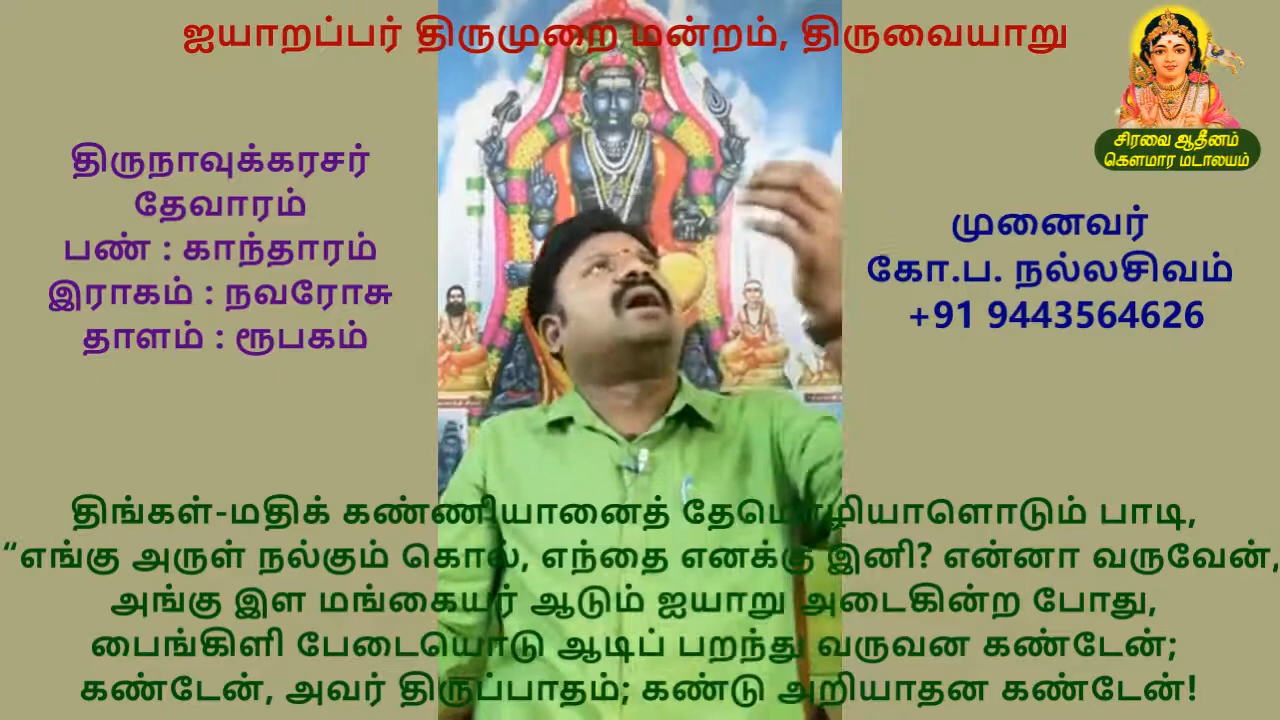 ஐயாறப்பர் திருமுறை மன்றம், திருவையாறு
சிரவை ஆதீனம்
கௌமார மடாலயம்
திருநாவுக்கரசர்
தேவாரம்
பண் : காந்தாரம்
இராகம் : நவரோசு
தாளம் : ரூபகம்
முனைவர்
கோ.ப. நல்லசிவம்
+91 9443564626
திங்கள்-மதிக் கண்ணியானைத் தேமொழியாளொடும் பாடி,
“எங்கு அருள் நல்கும் கொல், எந்தை எனக்கு இனி? என்னா வருவேன்,
அங்கு இள மங்கையர் ஆடும் ஐயாறு அடைகின்ற போது,
பைங்கிளி பேடையொடு ஆடிப் பறந்து வருவன கண்டேன்;
கண்டேன், அவர் திருப்பாதம்; கண்டு அறியாதன கண்டேன்!